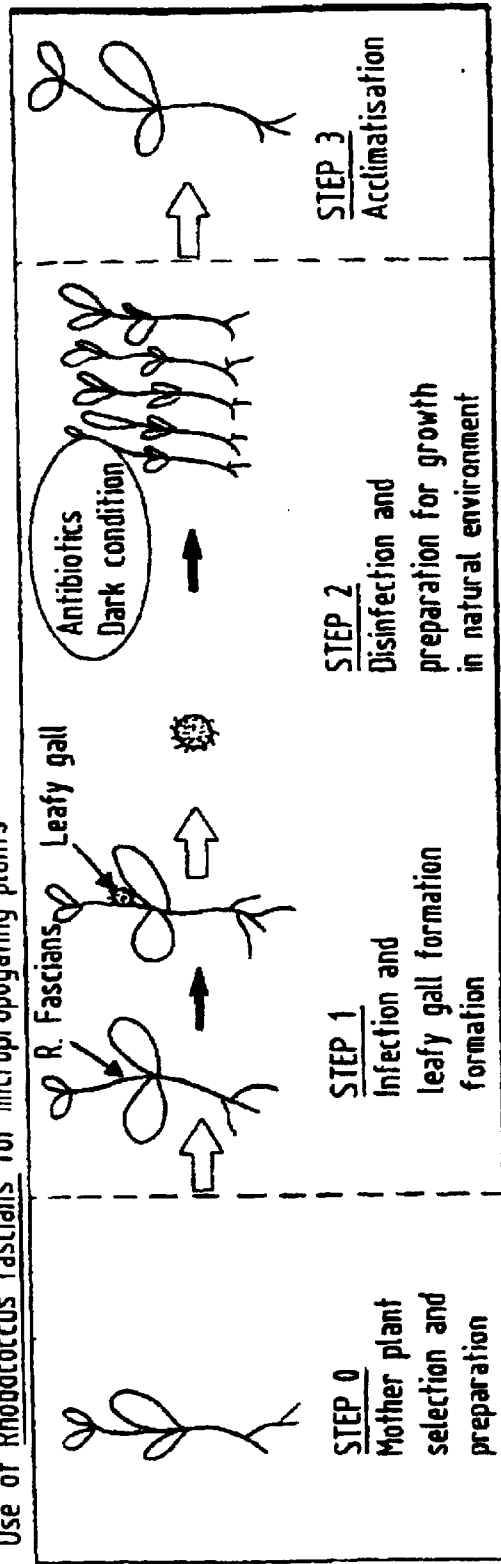 Use of Rhodococcus fascians for micropropogating plants
STEP 0
Mother plant
selection and
preparation
R. Fascians
Leafy gall
STEP 1
Infection and
leafy gall formation
formation
Antibiotics
Dark condition
STEP 2
Disinfection and
preparation for growth
in natural environment
STEP 3
Acclimatisation